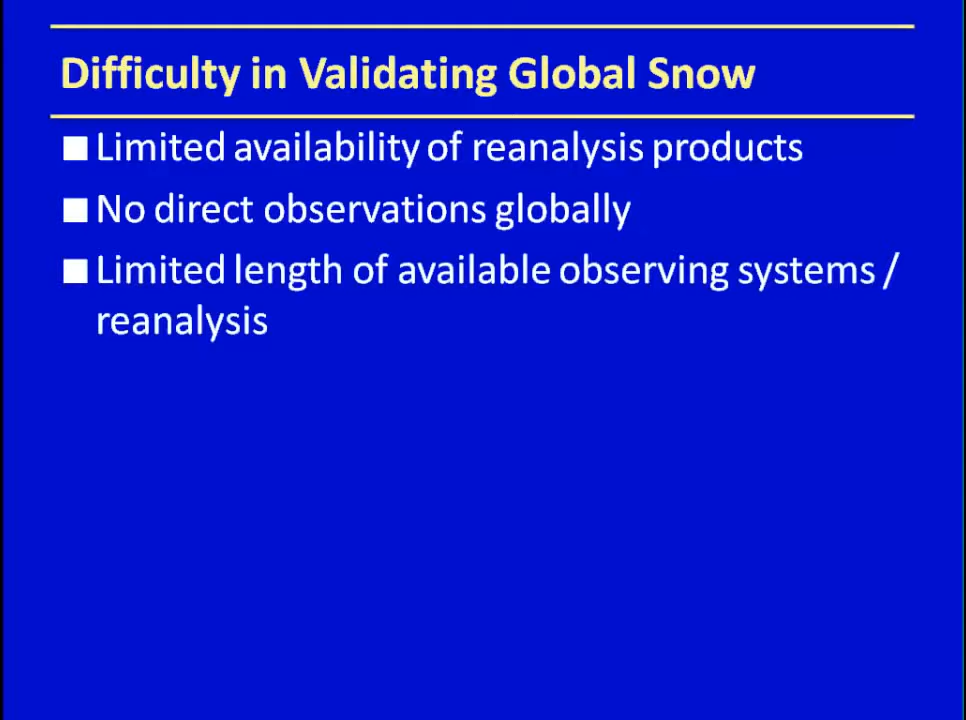 Difficulty in Validating Global Snow
■ Limited availability of reanalysis products
■ No direct observations globally
■ Limited length of available observing systems /
reanalysis